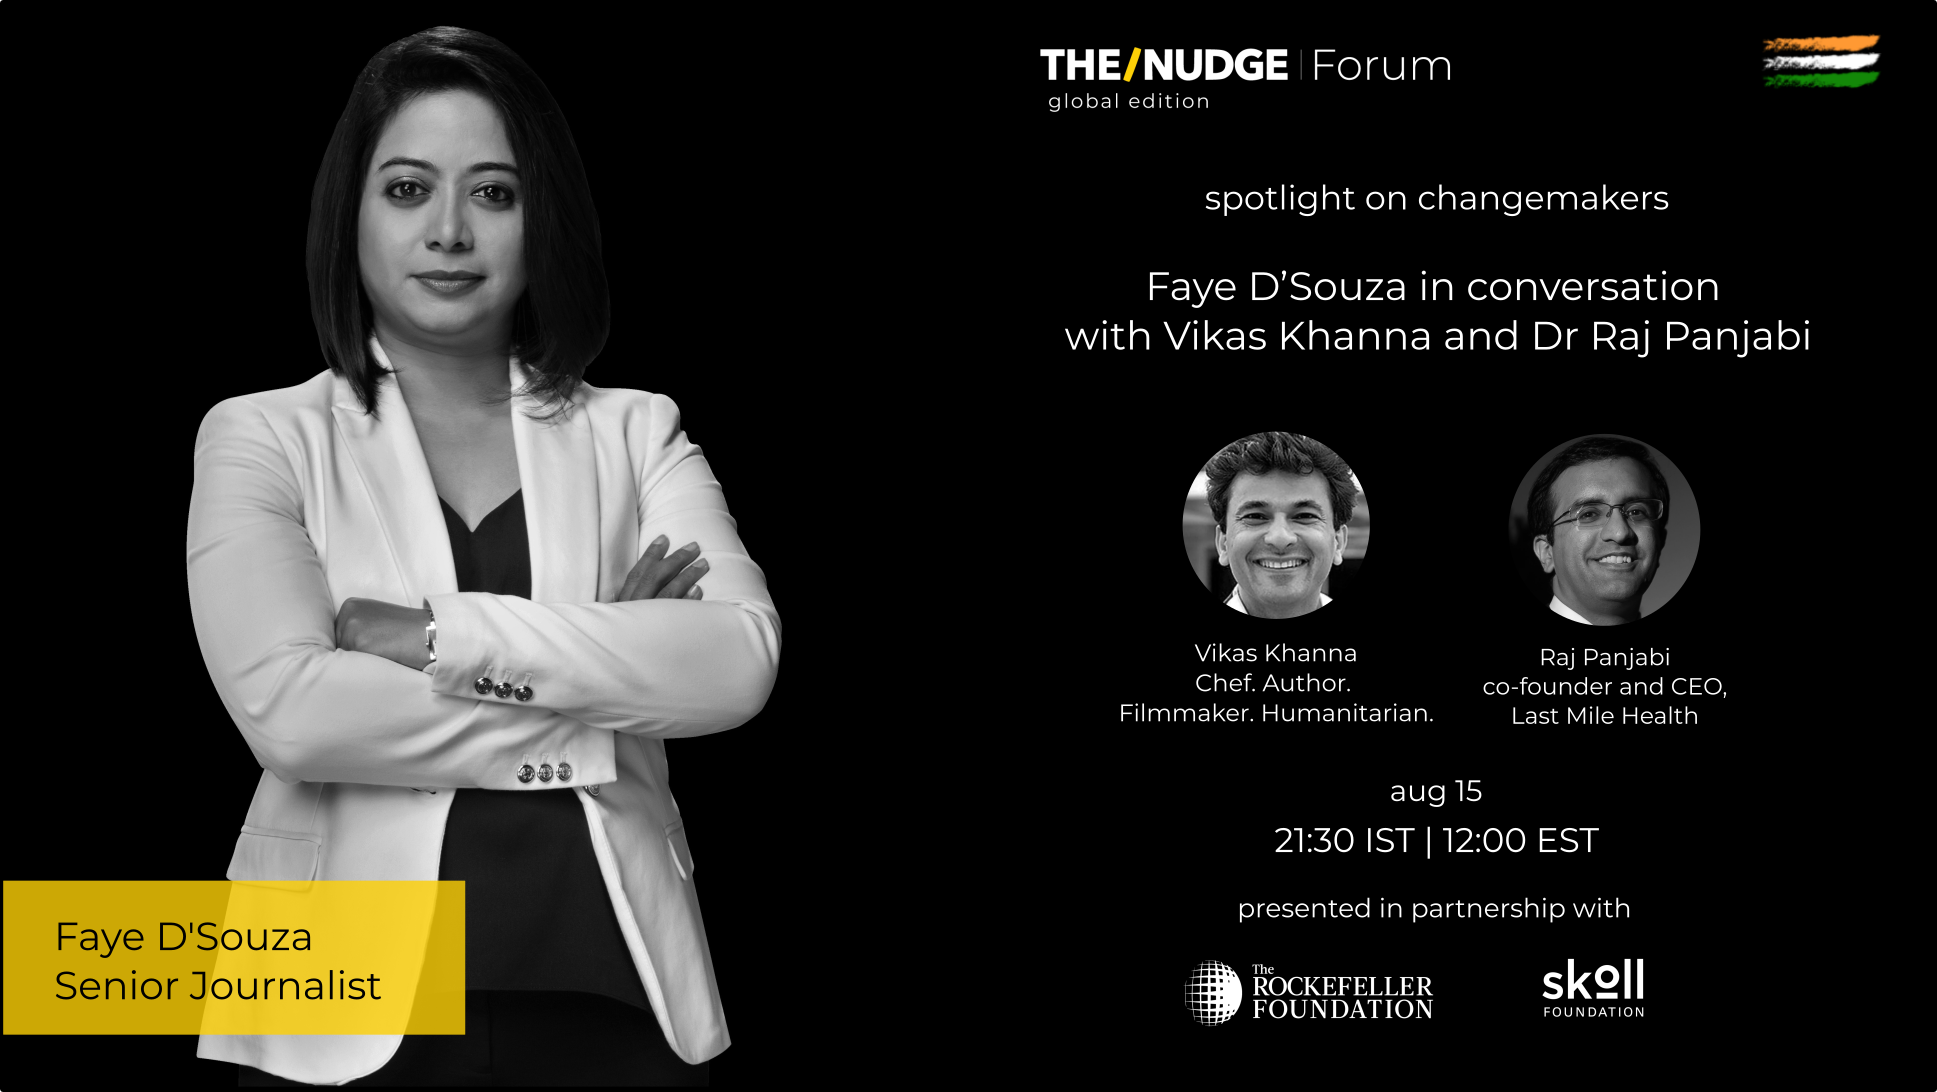 THE/NUDGE | Forum
global edition
spotlight on changemakers
Faye D’Souza in conversation
with Vikas Khanna and Dr Raj Panjabi
Vikas Khanna
Chef. Author.
Filmmaker. Humanitarian.
Raj Panjabi
co-founder and CEO,
Last Mile Health
aug 15
21:30 IST | 12:00 EST
presented in partnership with
The
ROCKEFELLER
FOUNDATION
skoll
FOUNDATION
Faye D'Souza
Senior Journalist